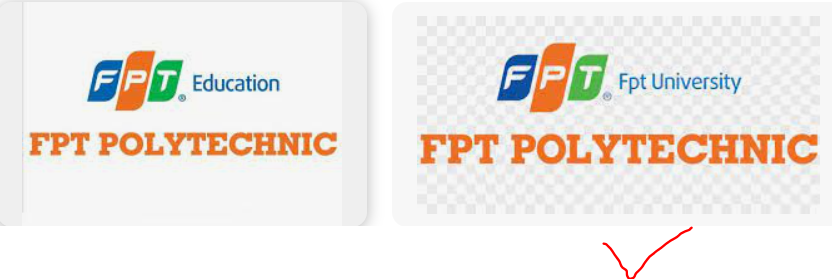 FPT® Education
FPT POLYTECHNIC
FPT® Fpt University
FPT POLYTECHNIC